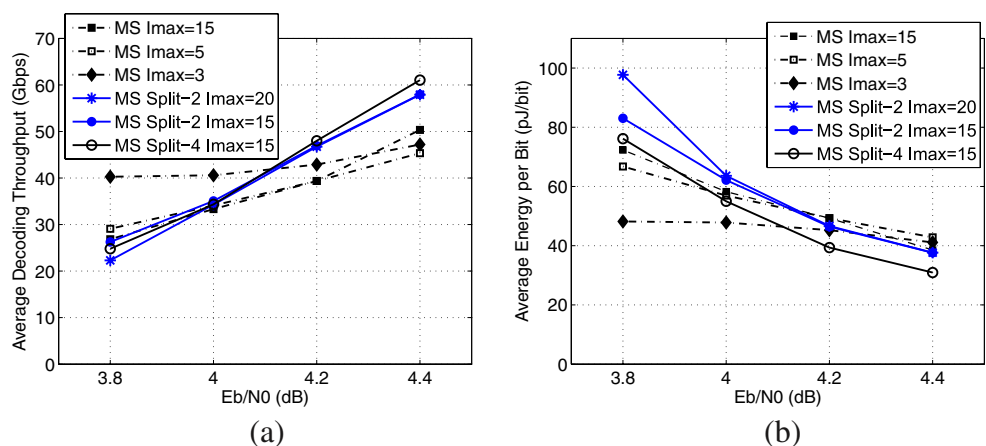 MS Imax=15
MS Imax=5
MS Imax=3
MS Split−2 Imax=20
MS Split−2 Imax=15
MS Split−4 Imax=15
Average Decoding Throughput (Gbps)
70
60
50
40
30
20
10
0
3.8 4 4.2 4.4
Eb/N0 (dB)
(a)
MS Imax=15
MS Imax=5
MS Imax=3
MS Split−2 Imax=20
MS Split−2 Imax=15
MS Split−4 Imax=15
Average Energy per Bit (pJ/bit)
100
80
60
40
20
0
3.8 4 4.2 4.4
Eb/N0 (dB)
(b)